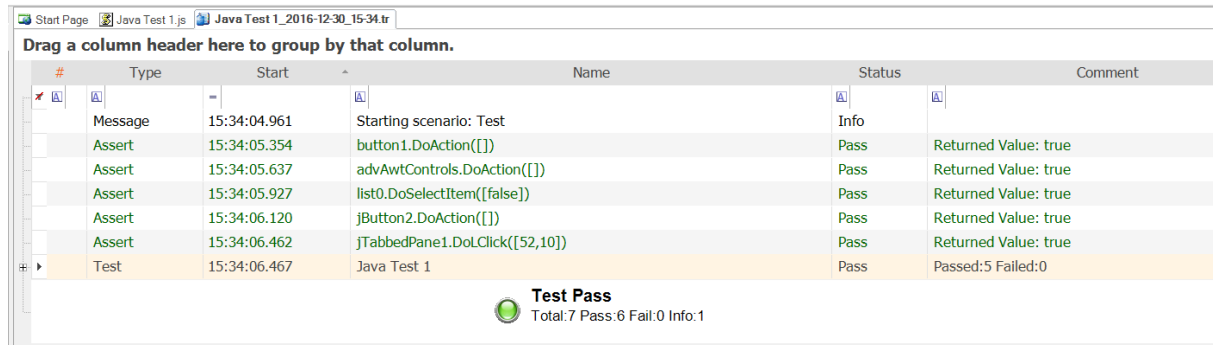 Start Page Java Test 1.js Java Test 1_2016-12-30_15-34.tr
Drag a column header here to group by that column.
# Type Start Name Status Comment
A A = A A A
Message 15:34:04.961 Starting scenario: Test Info
Assert 15:34:05.354 button1.DoAction([]) Pass Returned Value: true
Assert 15:34:05.637 advAwtControls.DoAction([]) Pass Returned Value: true
Assert 15:34:05.927 list0.DoSelectItem([false]) Pass Returned Value: true
Assert 15:34:06.120 jButton2.DoAction([]) Pass Returned Value: true
Assert 15:34:06.462 jTabbedPane1.DoLClick([52,10]) Pass Returned Value: true
Test 15:34:06.467 Java Test 1 Pass Passed:5 Failed:0
Test Pass
Total:7 Pass:6 Fail:0 Info:1